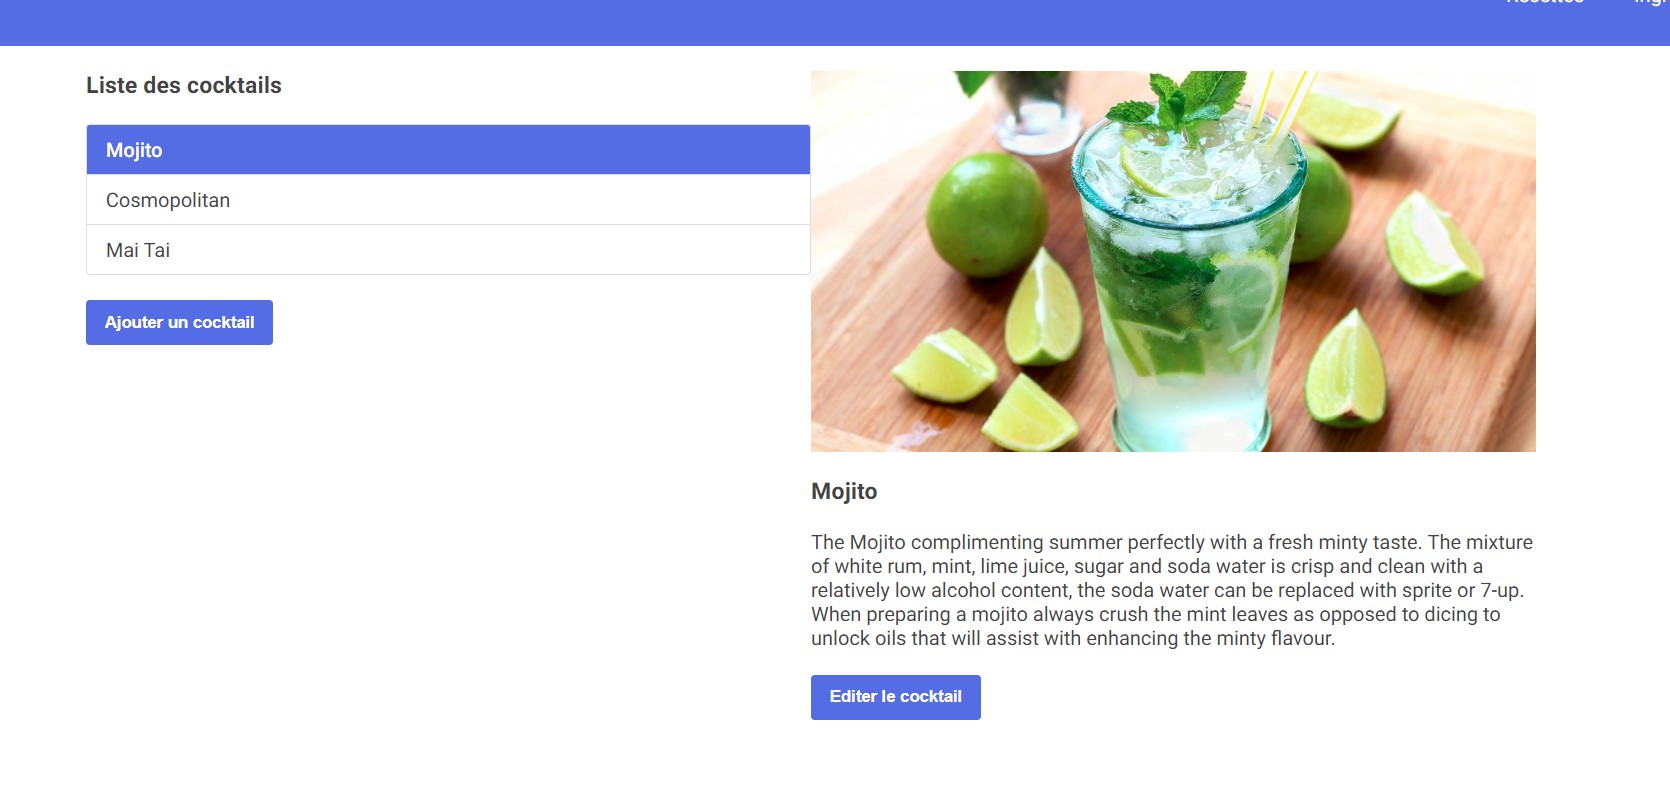 Liste des cocktails
Mojito
Cosmopolitan
Mai Tai
Ajouter un cocktail
Mojito
The Mojito complimenting summer perfectly with a fresh minty taste. The mixture
of white rum, mint, lime juice, sugar and soda water is crisp and clean with a
relatively low alcohol content, the soda water can be replaced with sprite or 7-up.
When preparing a mojito always crush the mint leaves as opposed to dicing to
unlock oils that will assist with enhancing the minty flavour.
Editer le cocktail